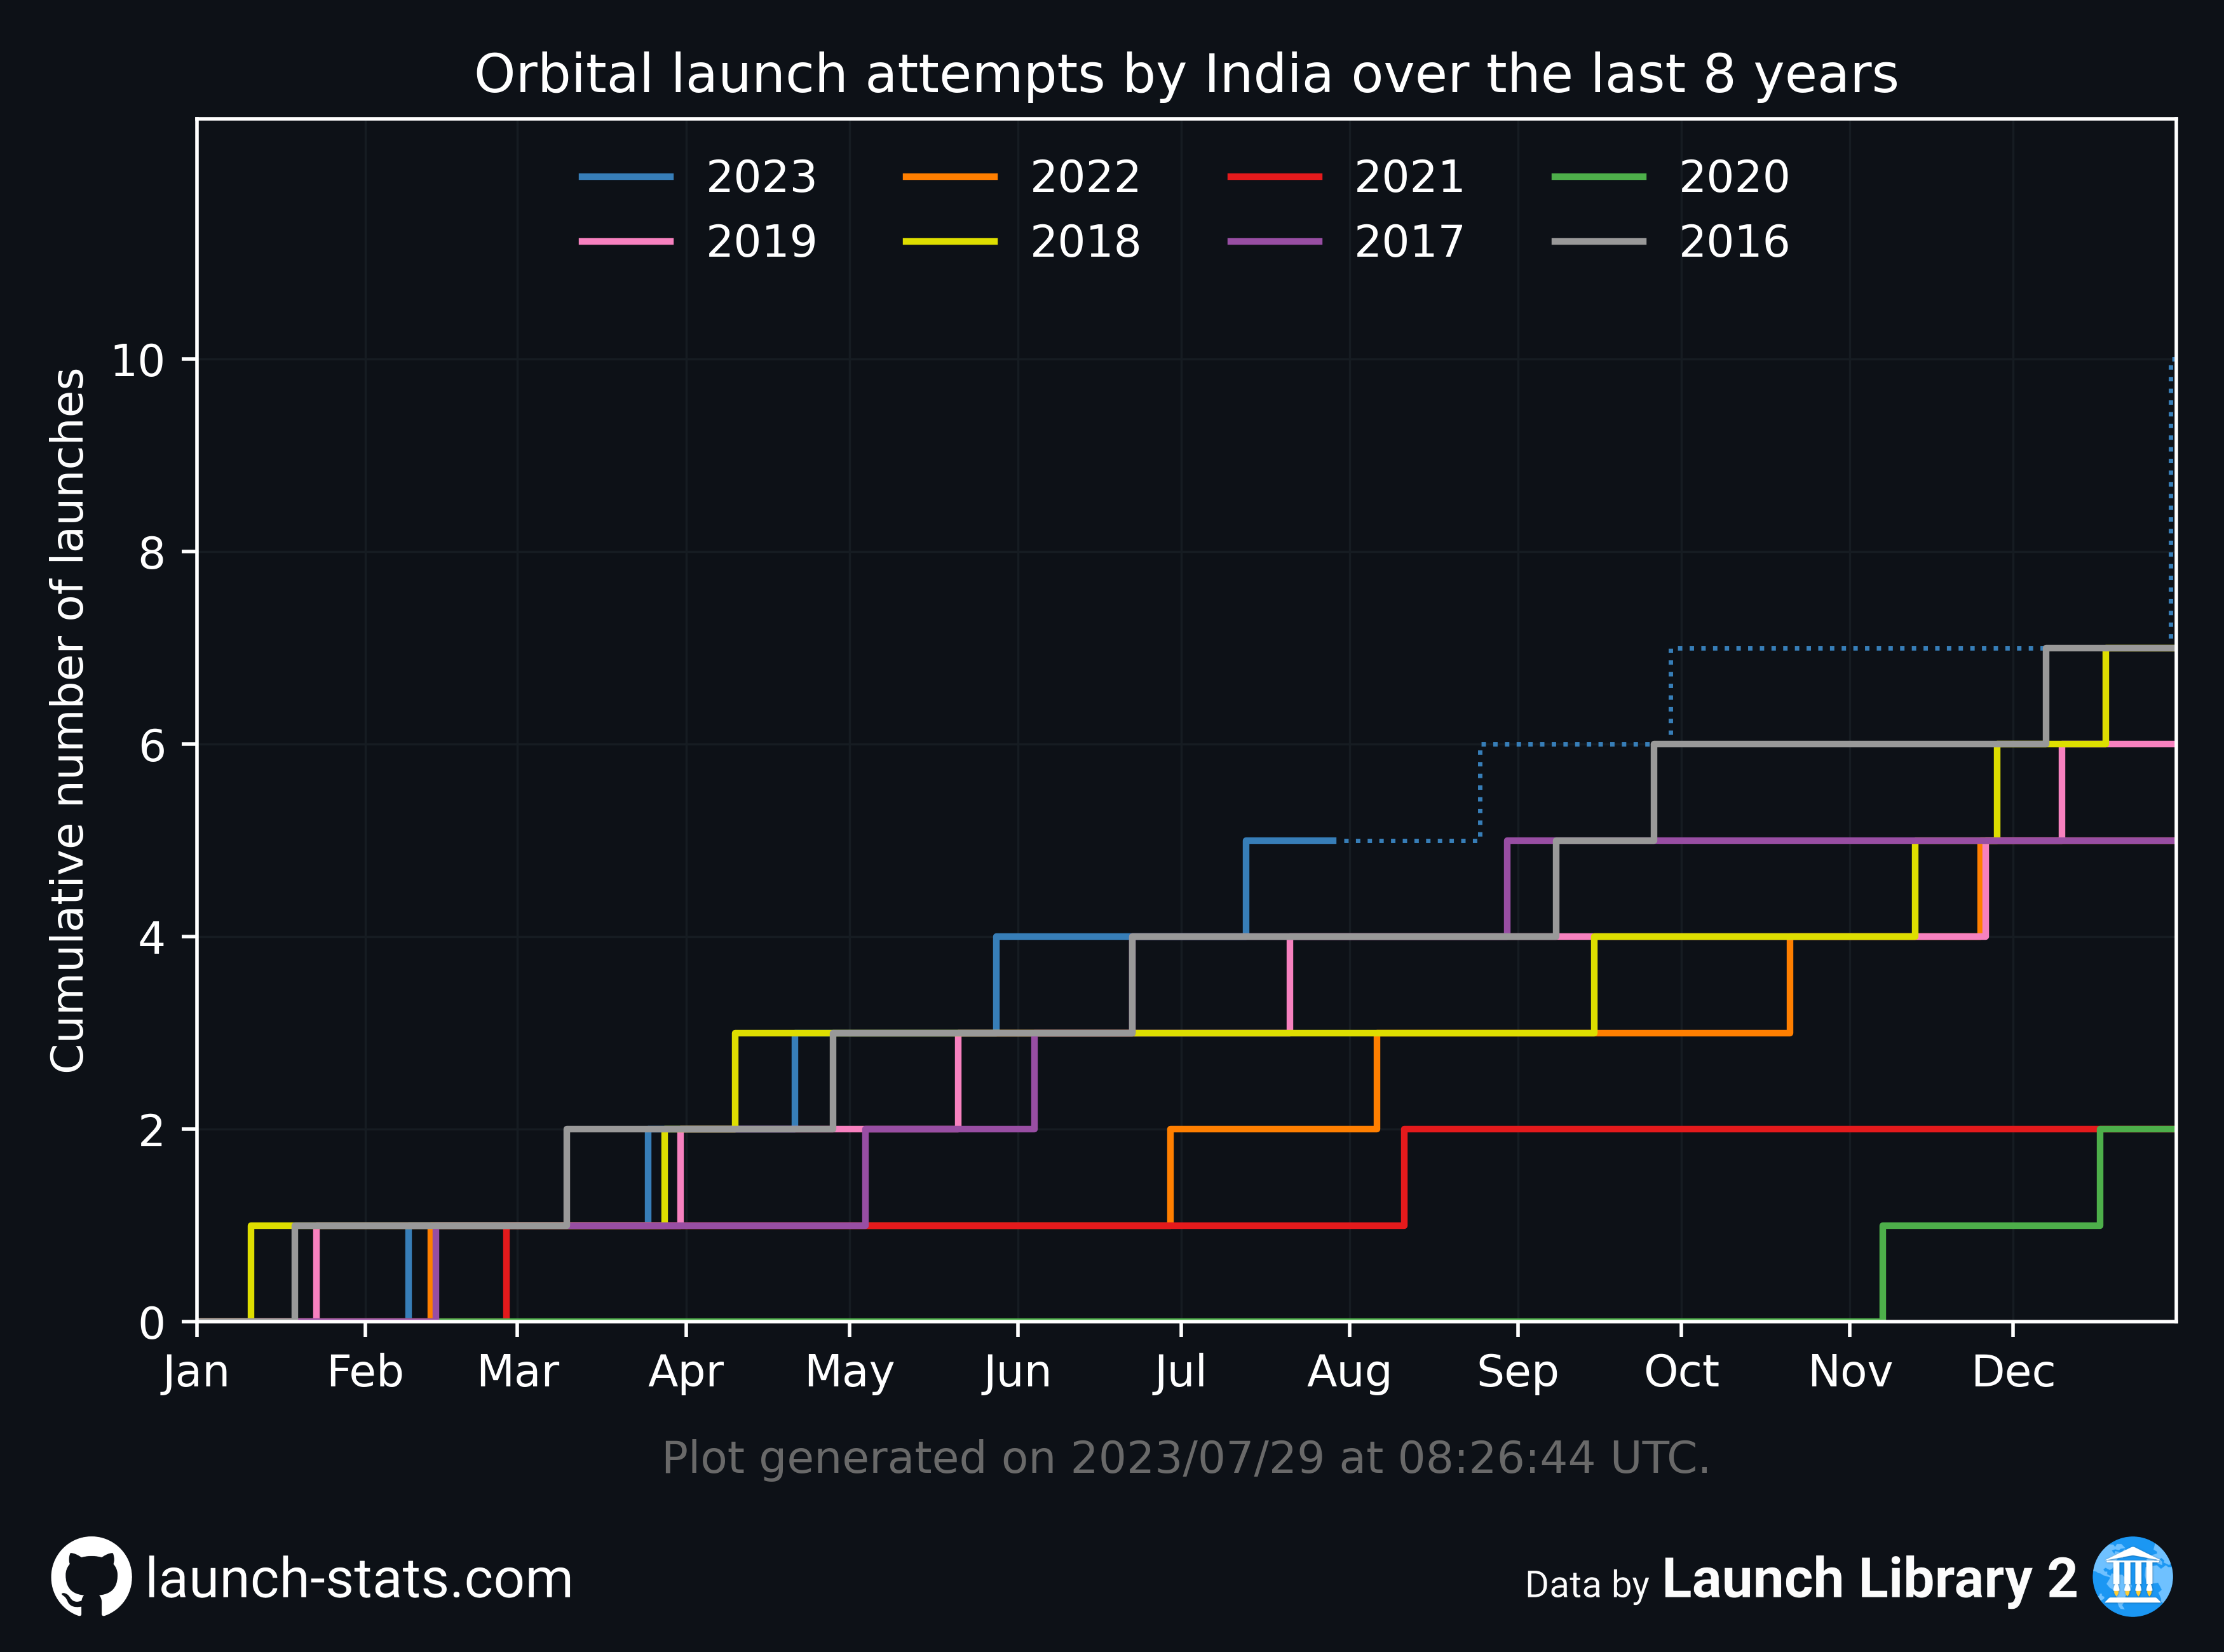 Orbital launch attempts by India over the last 8 years
2023 2022 2021 2020
2019 2018 2017 2016
Cumulative number of launches
10
8
6
4
2
0
Jan Feb Mar Apr May Jun Jul Aug Sep Oct Nov Dec
Plot generated on 2023/07/29 at 08:26:44 UTC.
launch-stats.com
Data by Launch Library 2